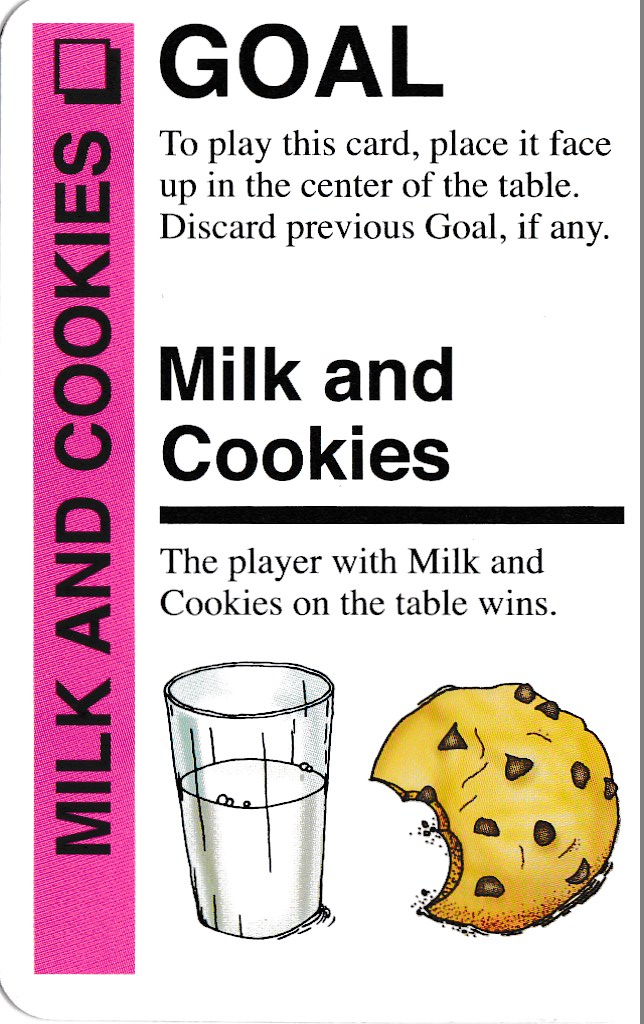 MILK AND COOKIES
GOAL
To play this card, place it face
up in the center of the table.
Discard previous Goal, if any.
Milk and
Cookies
The player with Milk and
Cookies on the table wins.